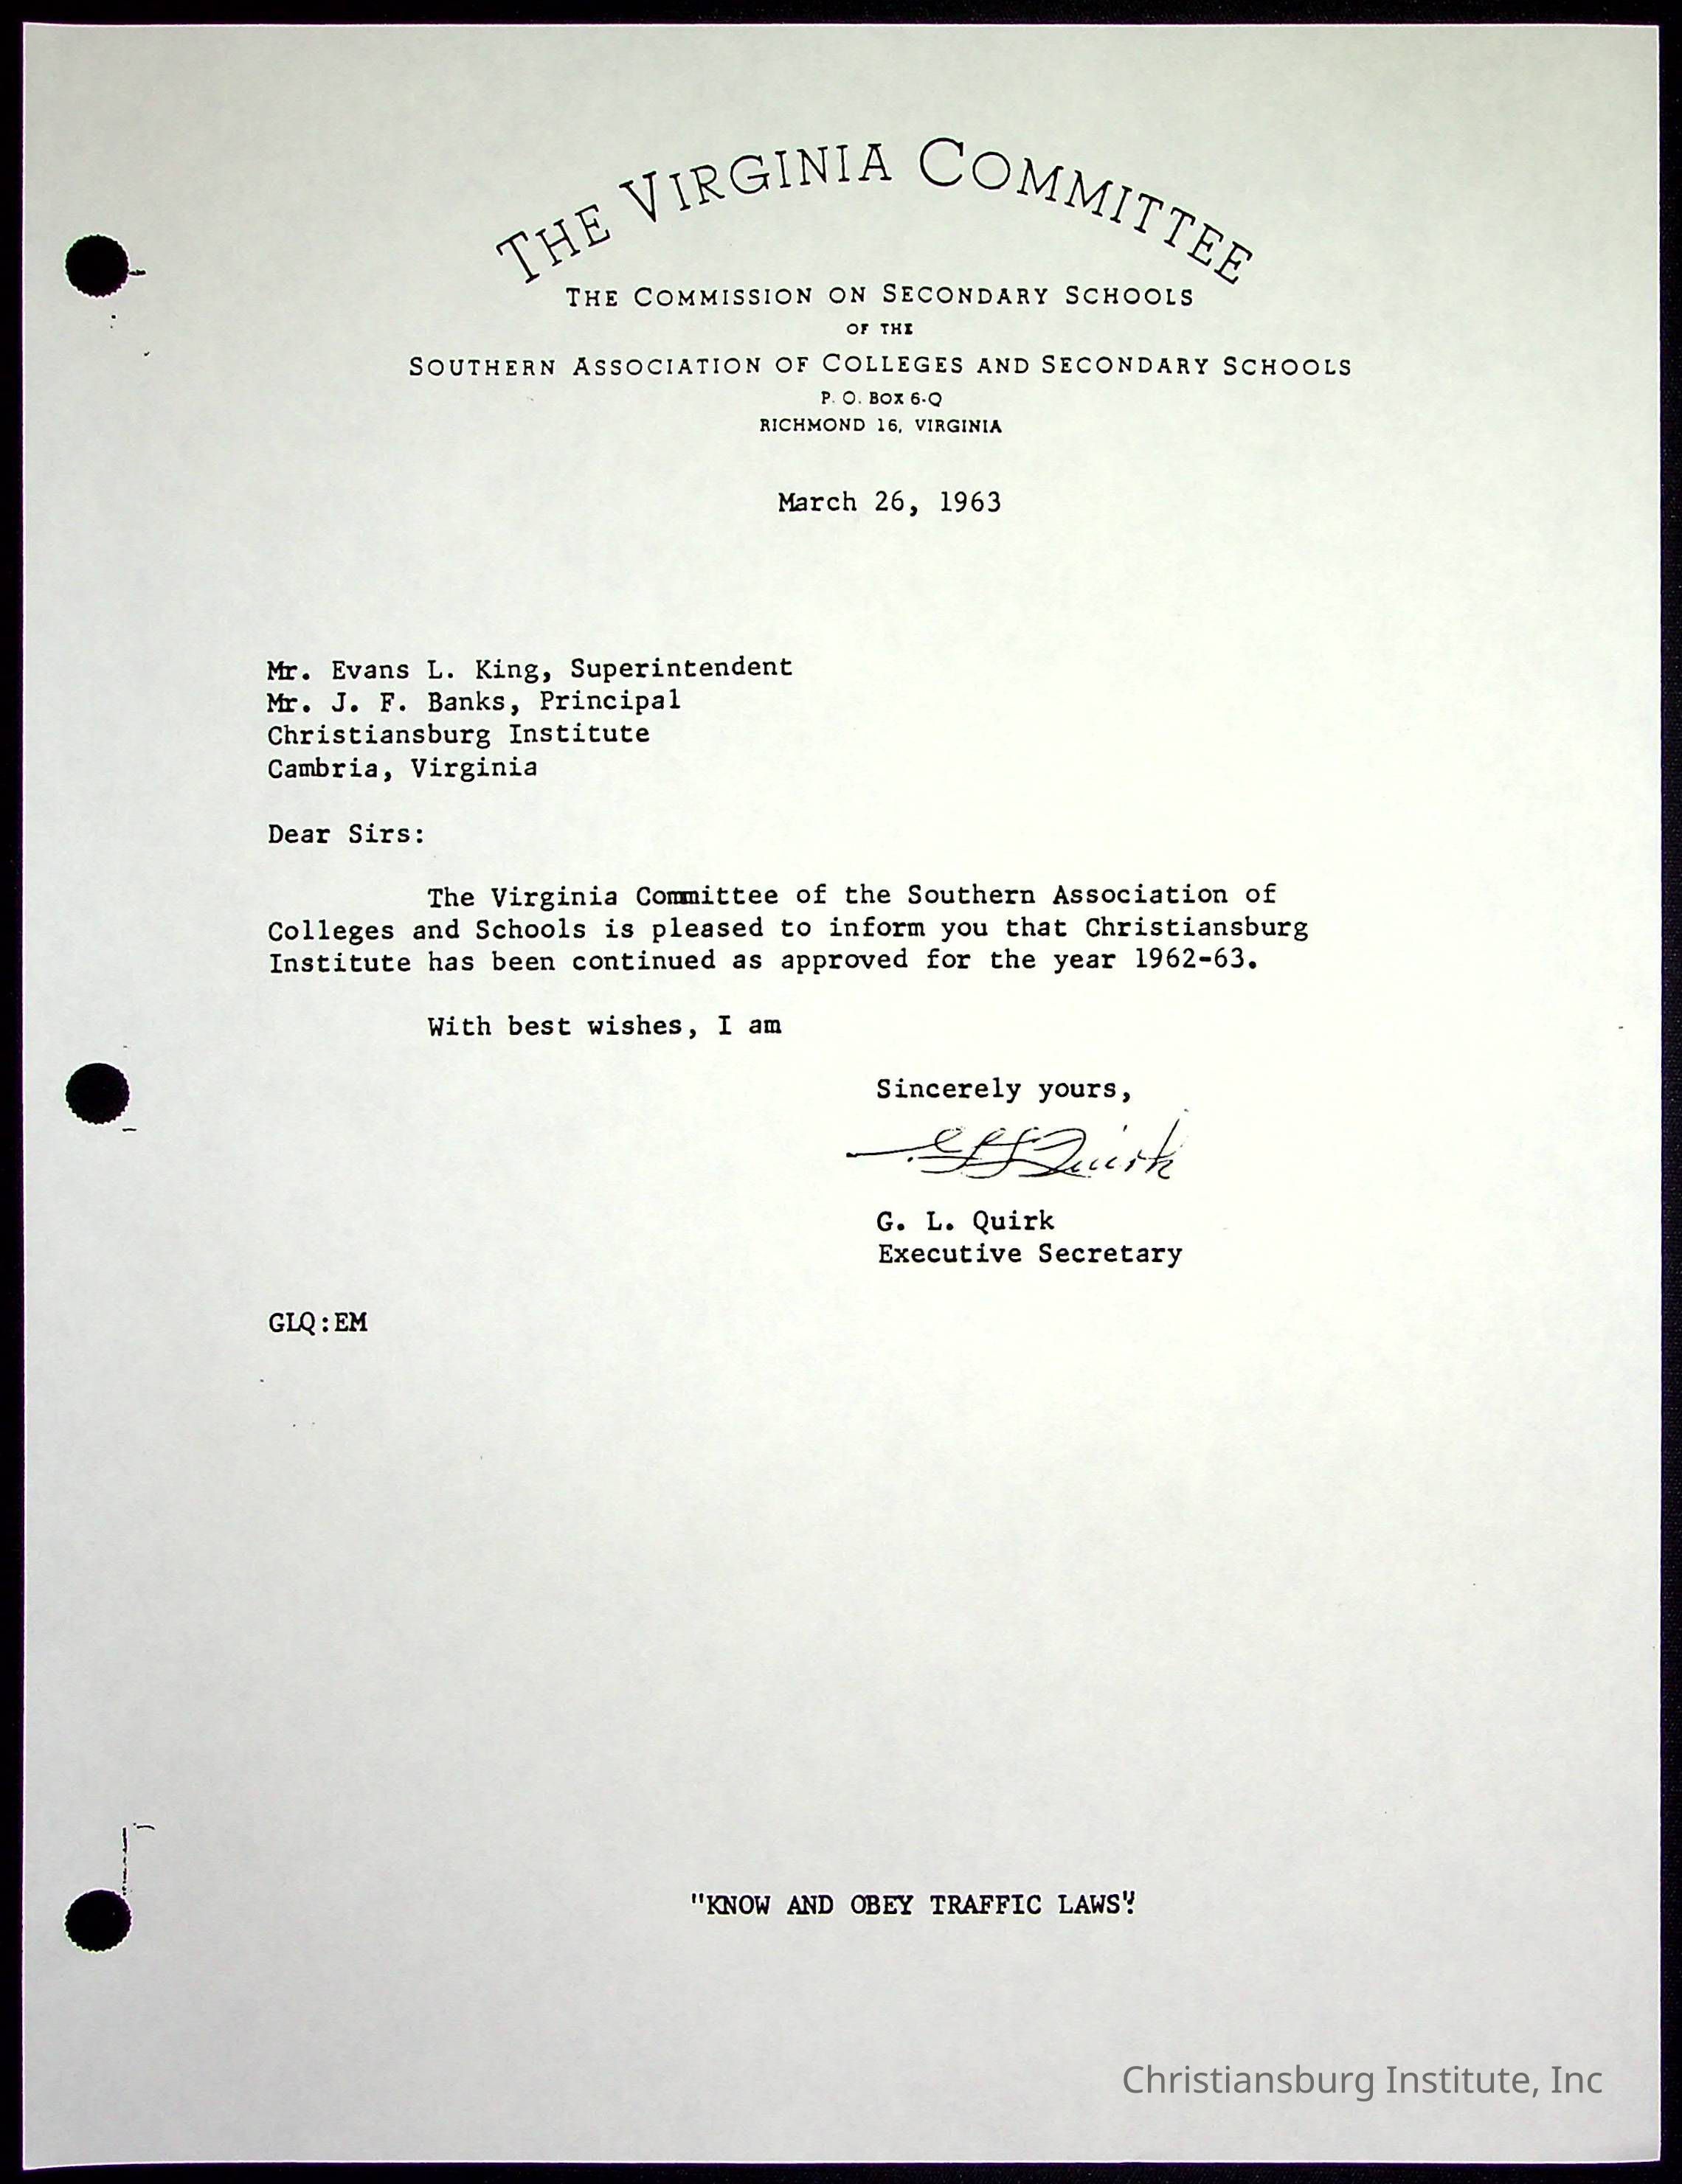 THE VIRGINIA COMMITTEE
THE COMMISSION ON SECONDARY SCHOOLS
OF THE
SOUTHERN ASSOCIATION OF COLLEGES AND SECONDARY SCHOOLS
P. O. BOX 6-Q
RICHMOND 16, VIRGINIA
March 26, 1963
Mr. Evans L. King, Superintendent
Mr. J. F. Banks, Principal
Christiansburg Institute
Cambria, Virginia
Dear Sirs:
The Virginia Committee of the Southern Association of
Colleges and Schools is pleased to inform you that Christiansburg
Institute has been continued as approved for the year 1962-63.
With best wishes, I am
Sincerely yours,
G L Quirk
G. L. Quirk
Executive Secretary
GLQ:EM
"KNOW AND OBEY TRAFFIC LAWS".
Christiansburg Institute, Inc